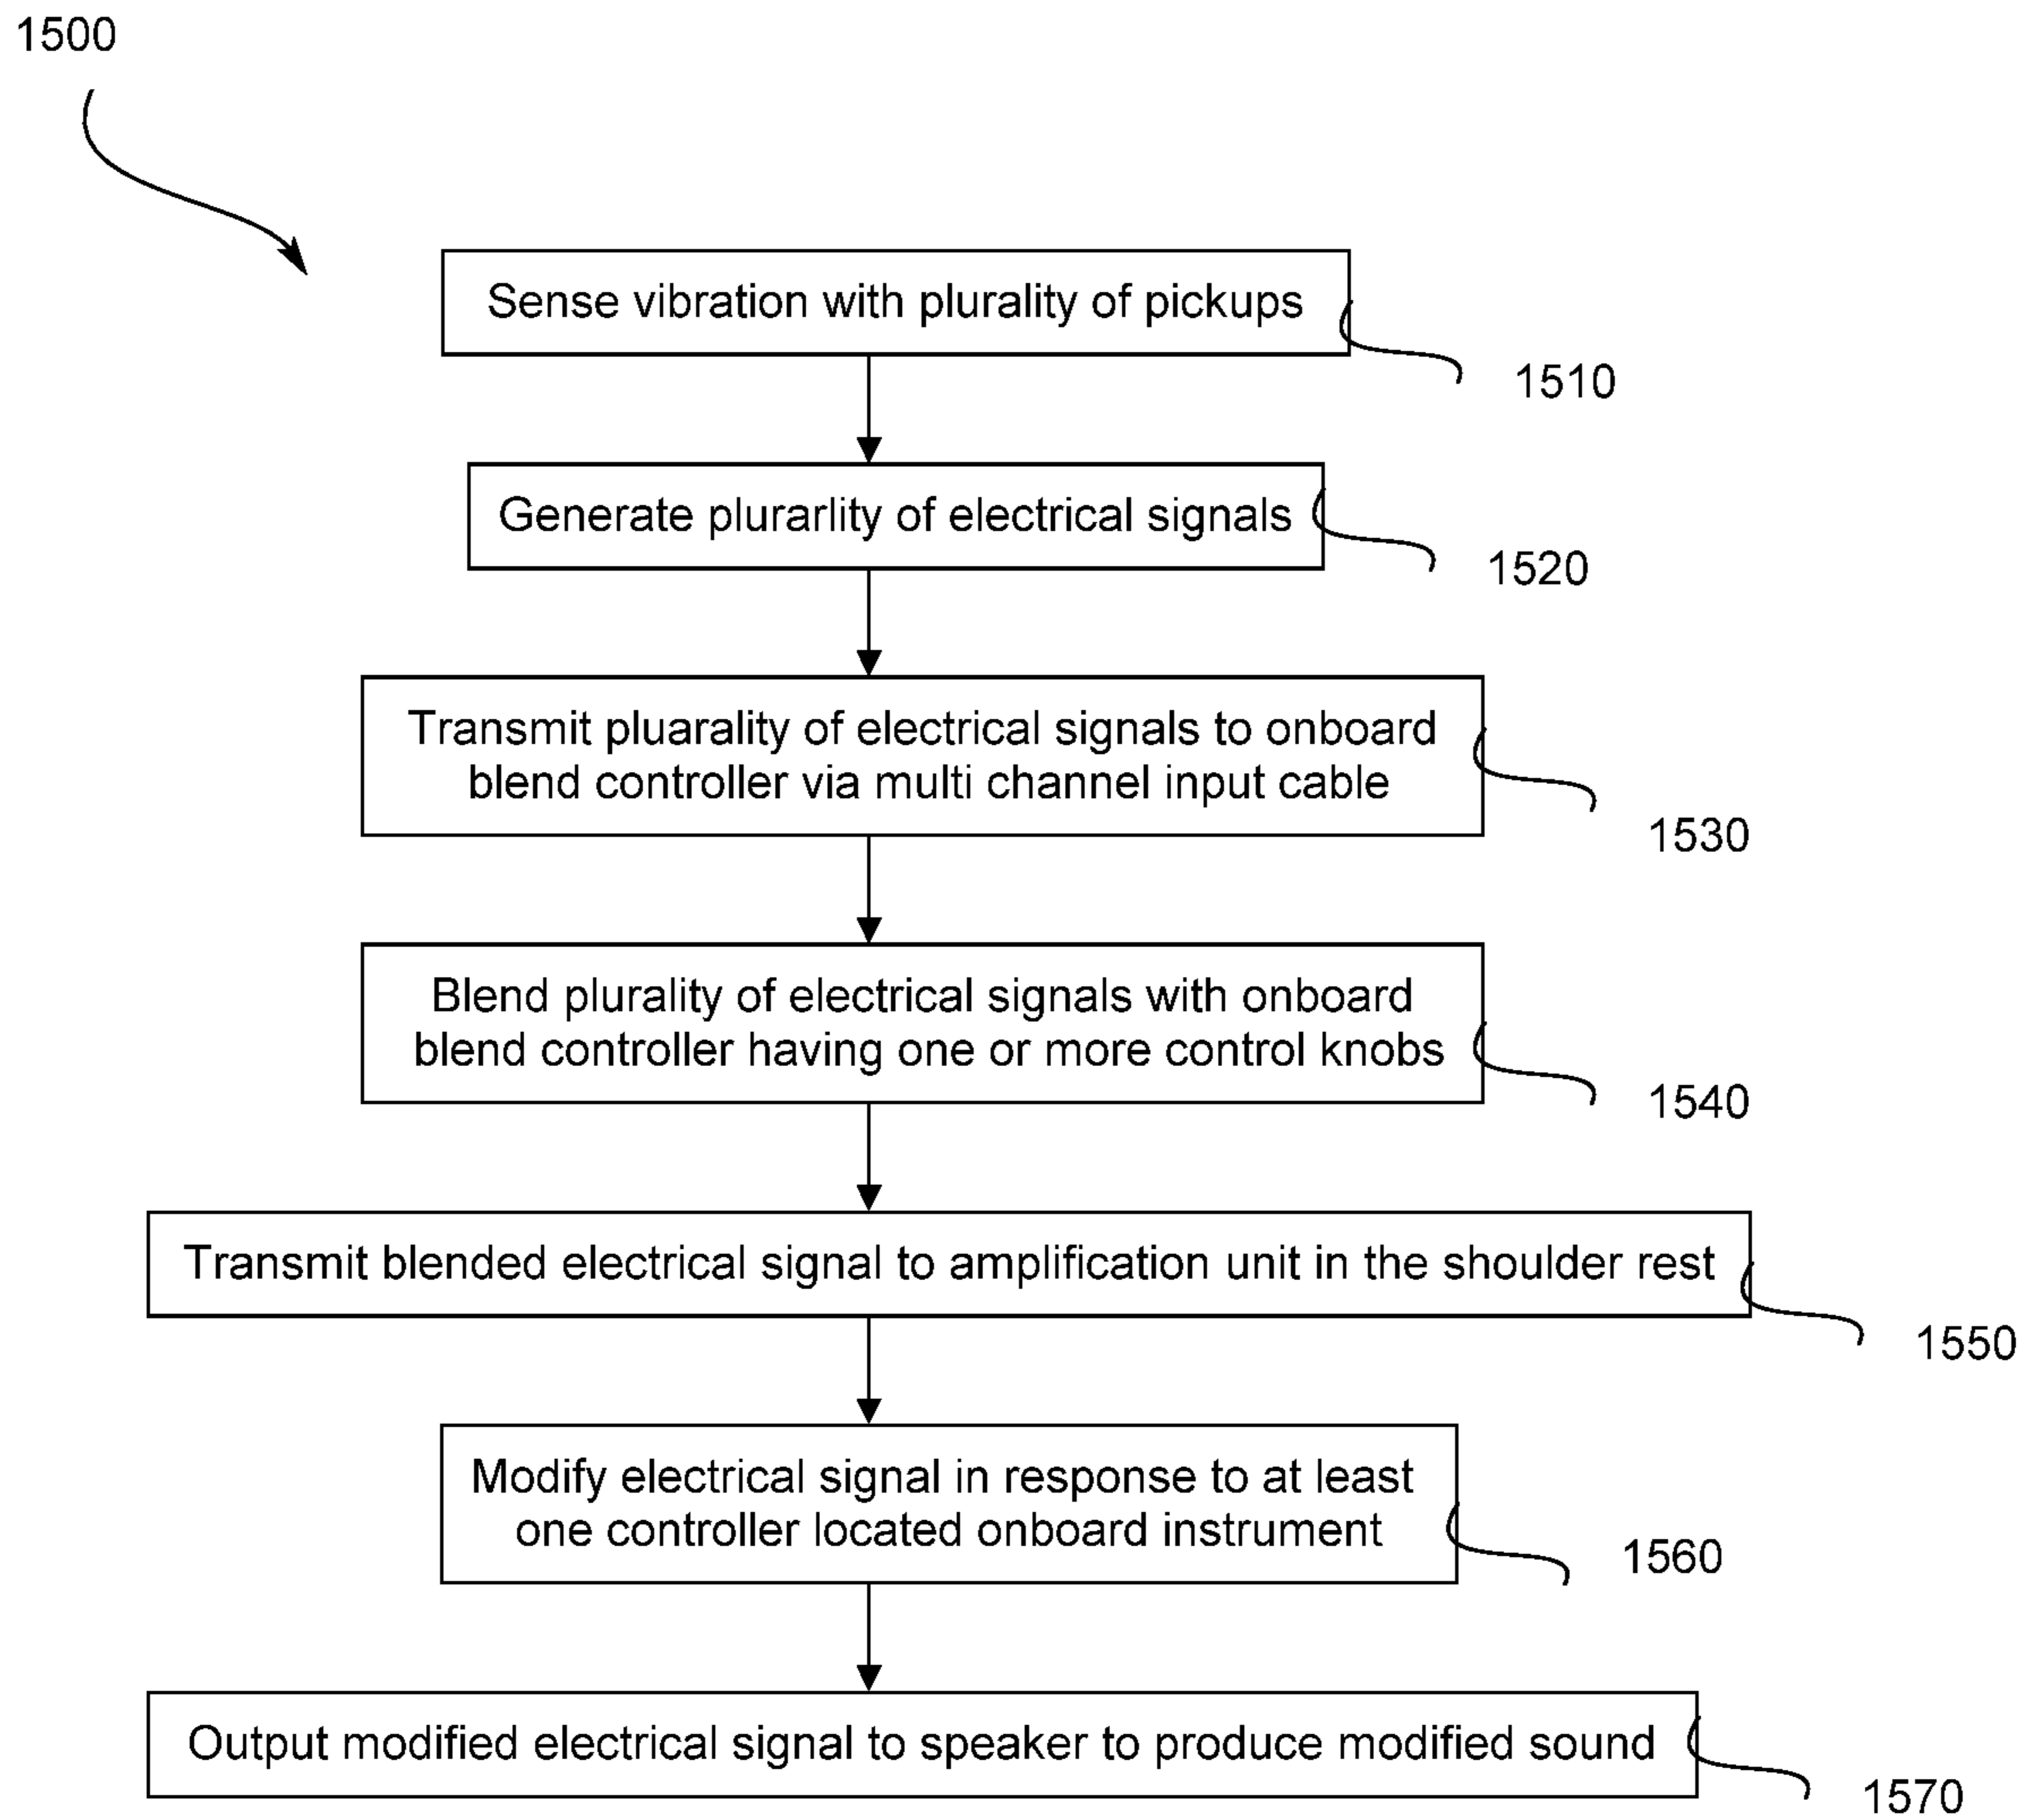 1500
Sense vibration with plurality of pickups
1510
Generate plurarlity of electrical signals
1520
Transmit pluarality of electrical signals to onboard
blend controller via multi channel input cable
1530
Blend plurality of electrical signals with onboard
blend controller having one or more control knobs
1540
Transmit blended electrical signal to amplification unit in the shoulder rest
1550
Modify electrical signal in response to at least
one controller located onboard instrument
1560
Output modified electrical signal to speaker to produce modified sound
1570